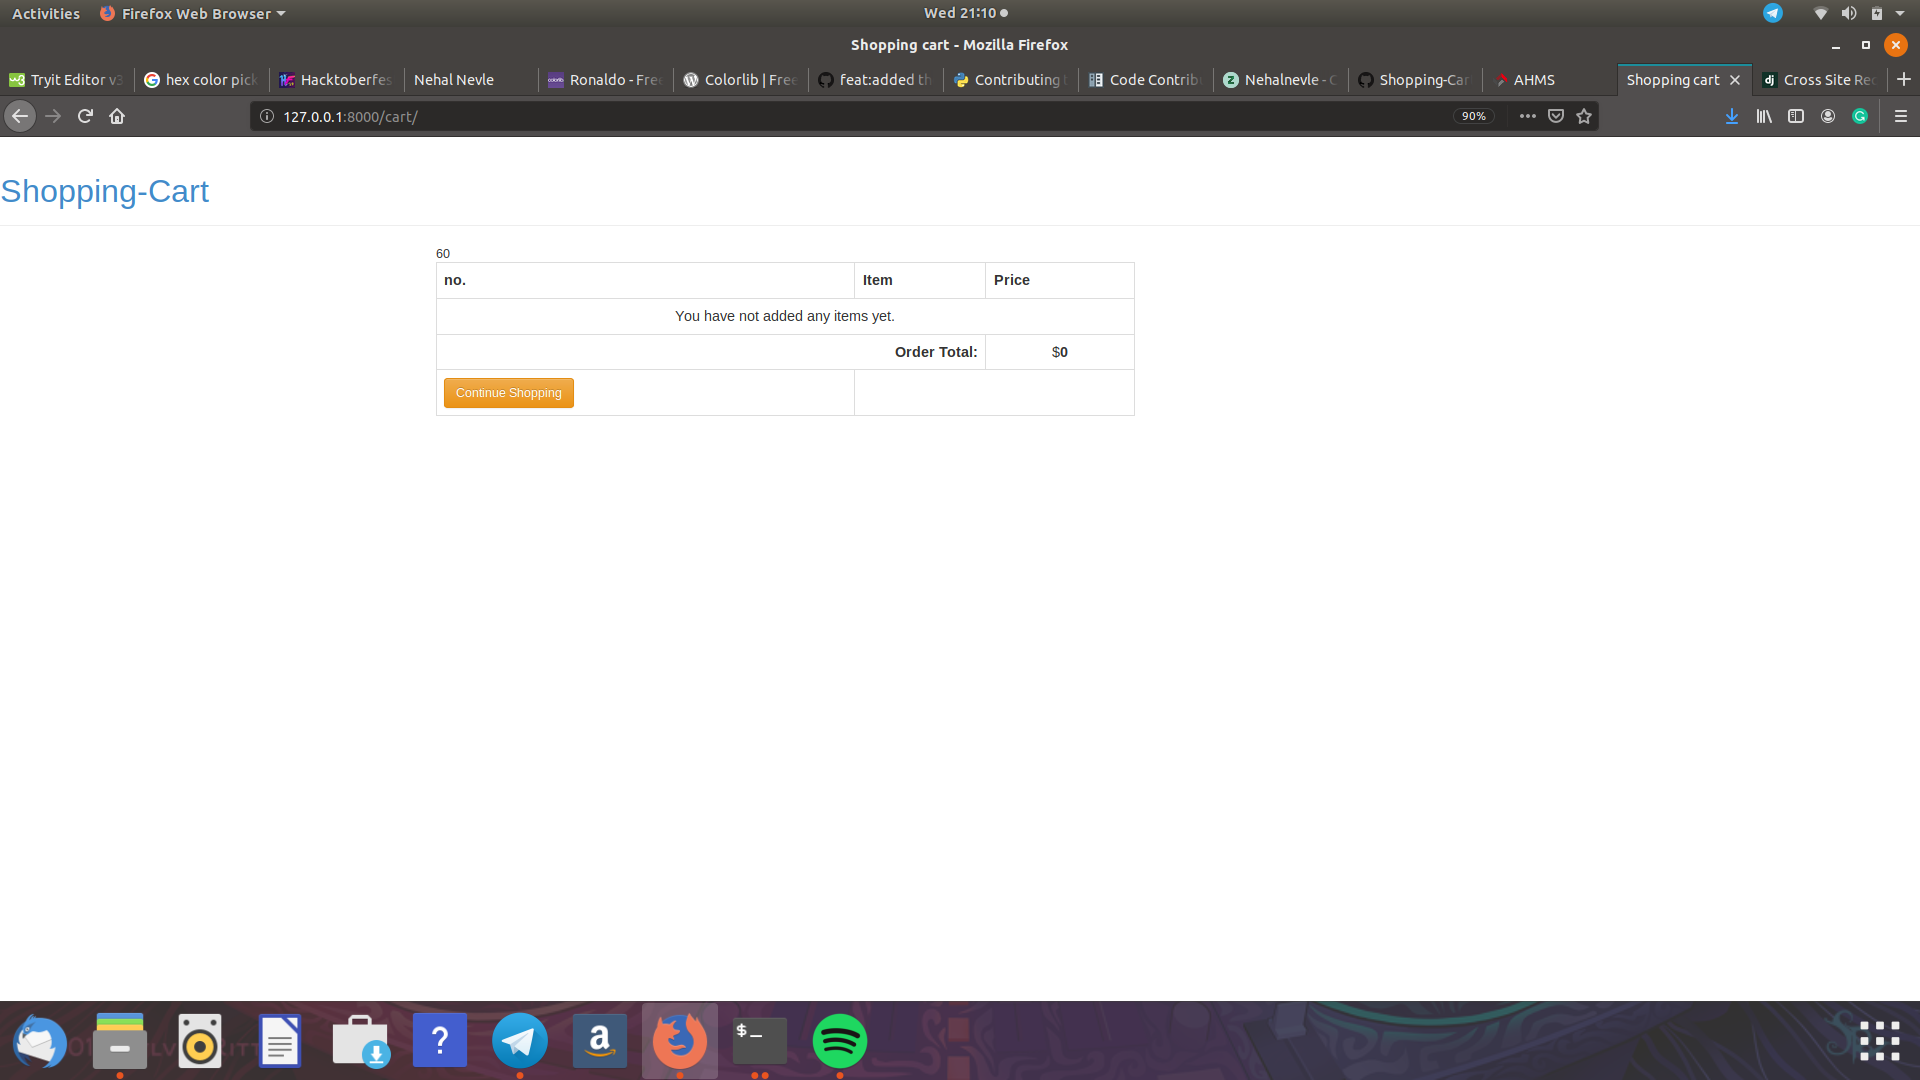 Activities Firefox Web Browser Wed 21:10
Shopping cart - Mozilla Firefox
Tryit Editor v3 hex color pick Hacktoberfes Nehal Nevle Ronaldo - Free Colorlib | Free feat:added th Contributing Code Contrib Nehalnevle - C Shopping-Car AHMS Shopping cart Cross Site Req
127.0.0.1:8000/cart/ 90%
Shopping-Cart
60
no. Item Price
You have not added any items yet.
Order Total: $0
Continue Shopping